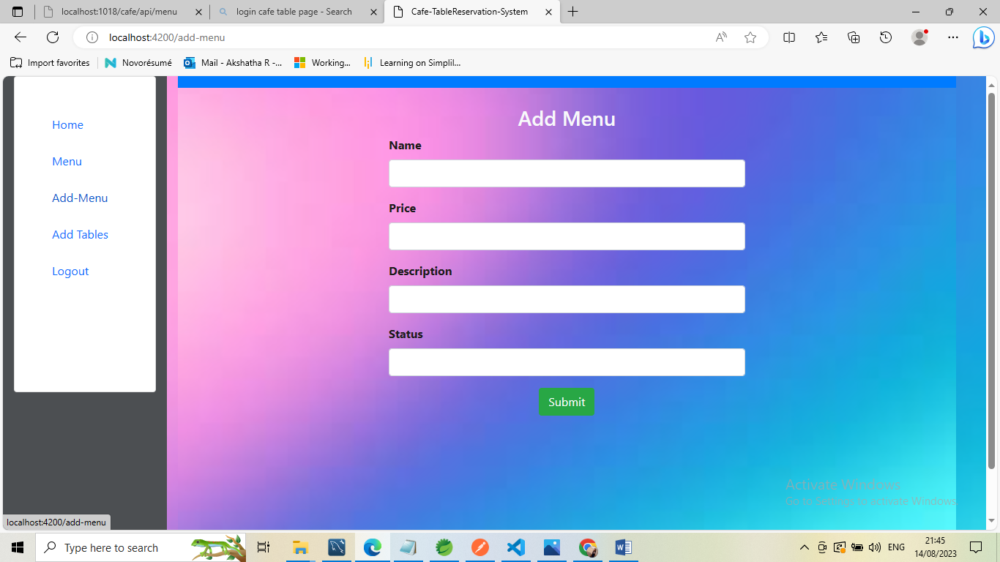 localhost:1018/cafe/api/menu
login cafe table page - Search
Cafe-TableReservation-System
localhost:4200/add-menu
Import favorites
Novorésumé
Mail - Akshatha R -...
Working...
Learning on Simplil...
Home
Menu
Add-Menu
Add Tables
Logout
Add Menu
Name
Price
Description
Status
Submit
Activate Windows
Go to Settings to activate Windows
localhost:4200/add-menu
Type here to search
W
ENG
21:45
14/08/2023